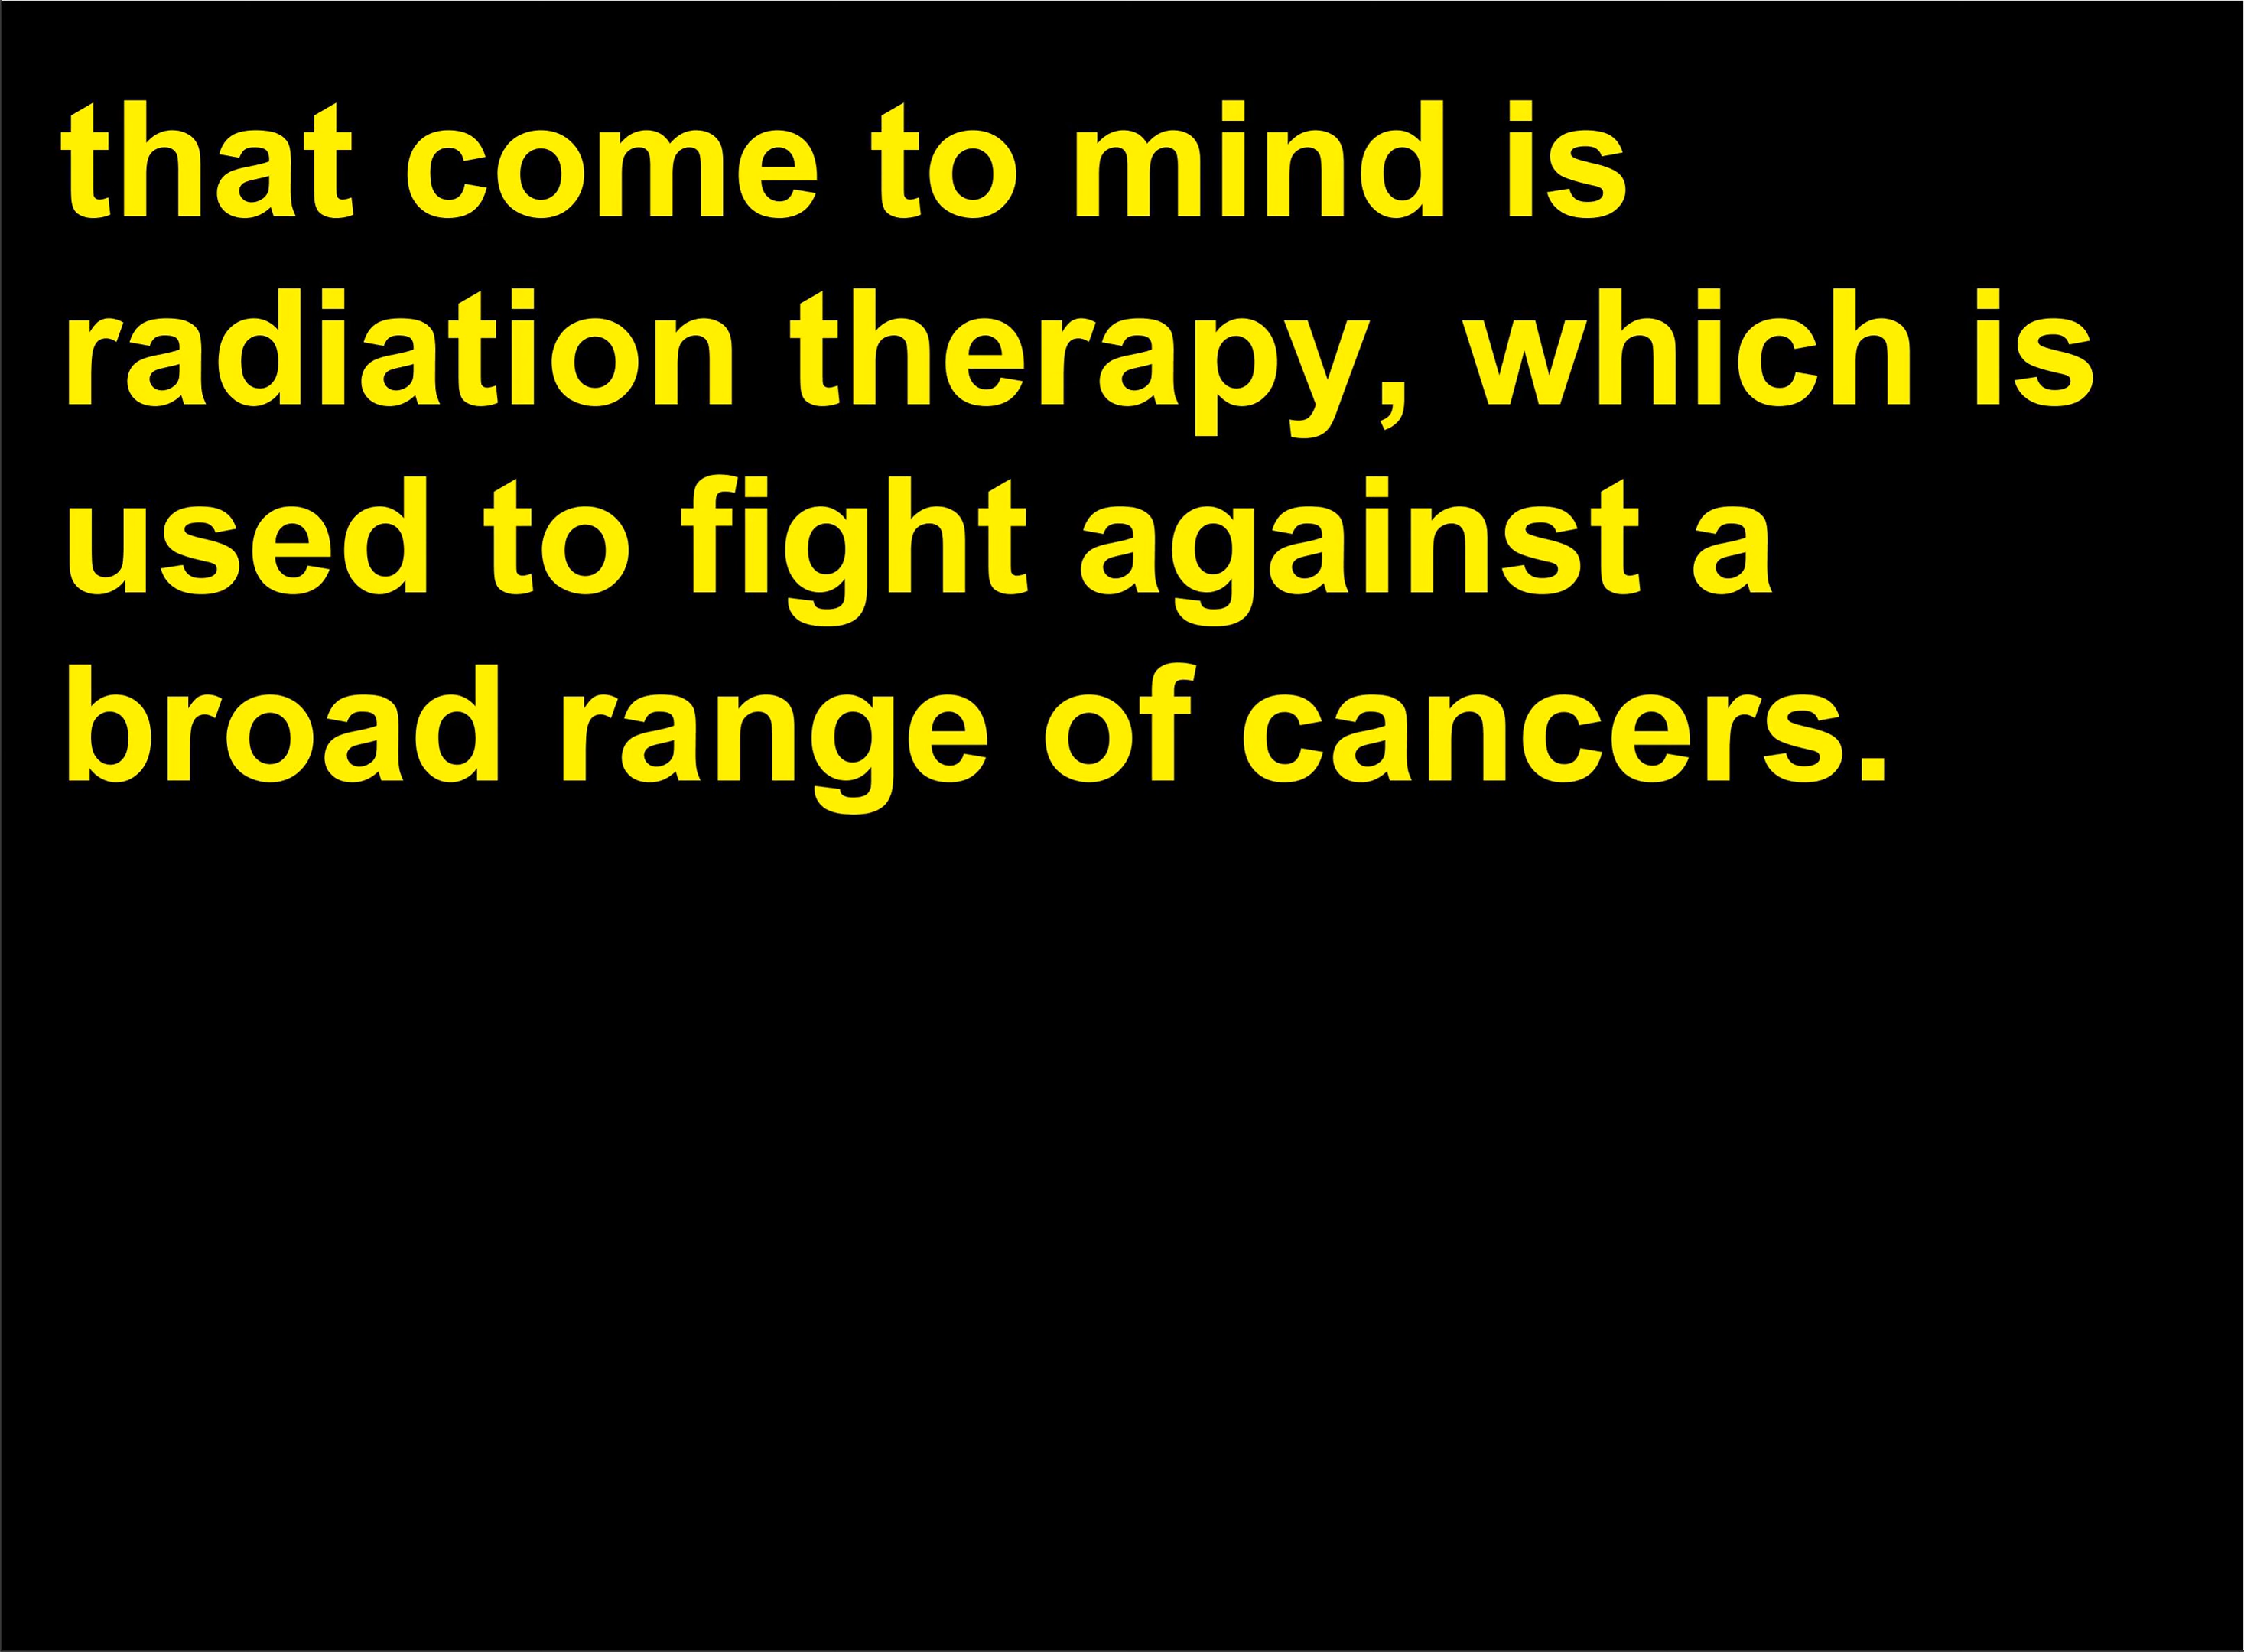 that come to mind is
radiation therapy, which is
used to fight against a
broad range of cancers.